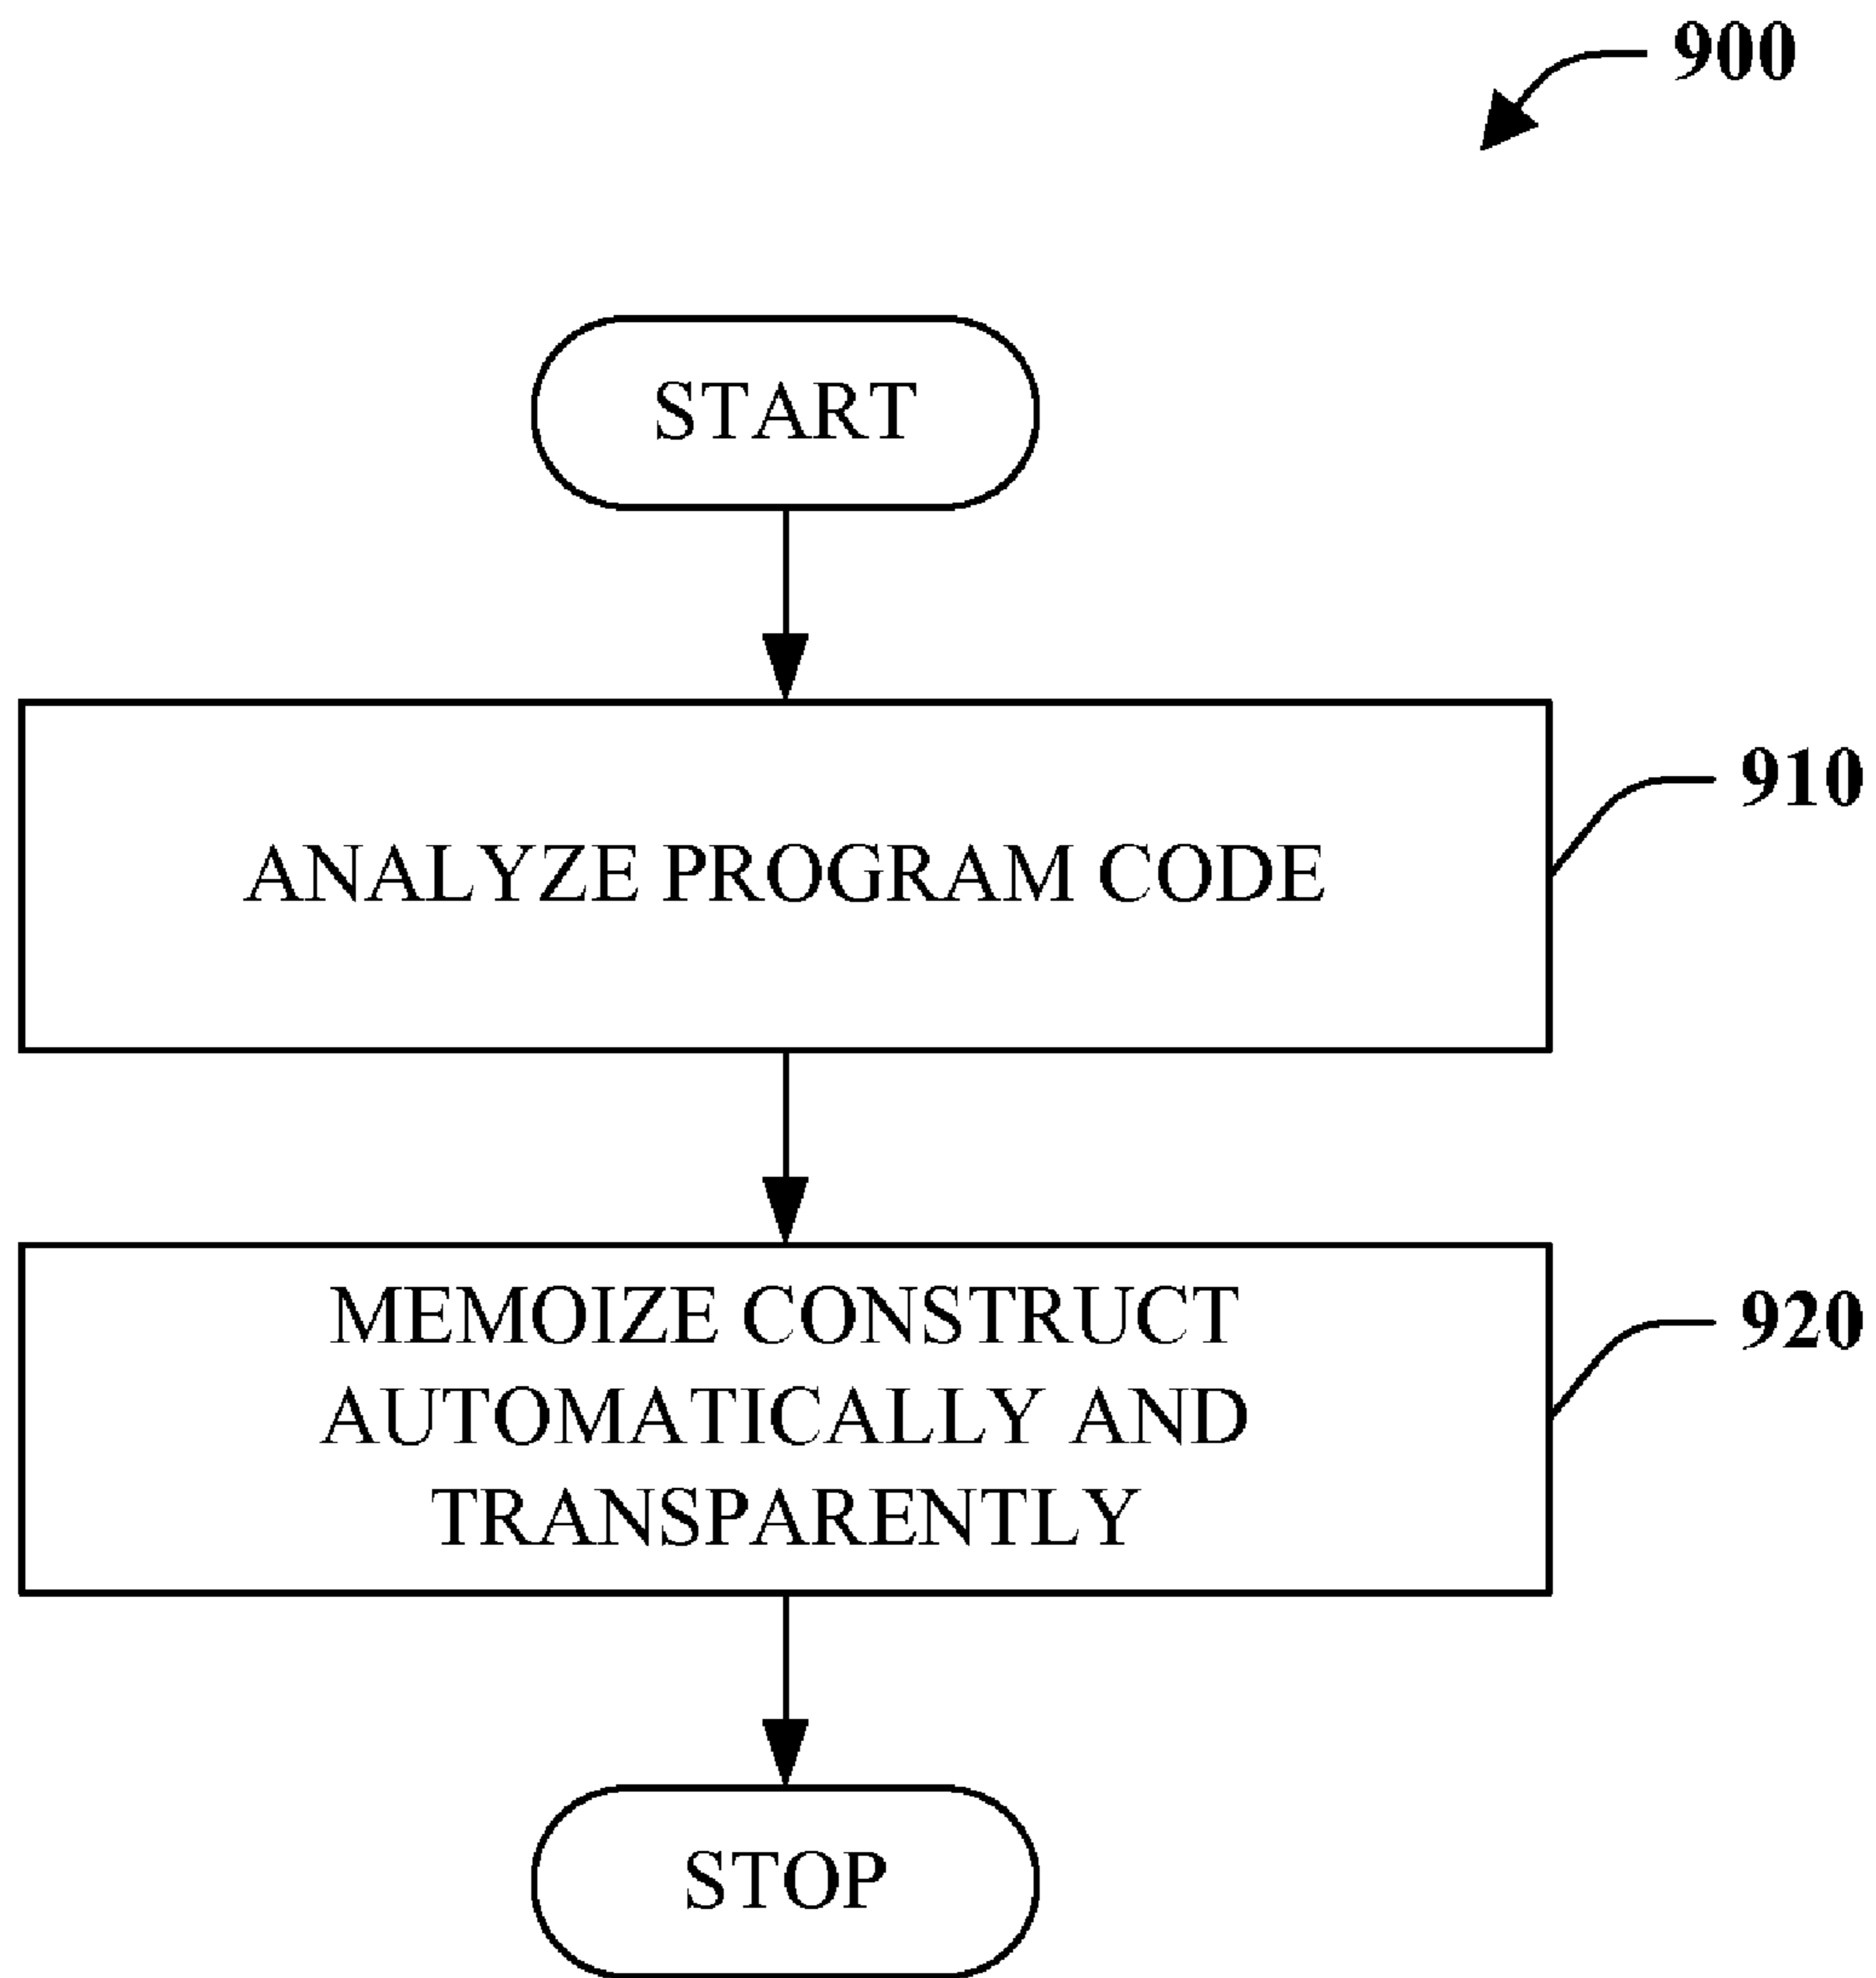 900
START
910
ANALYZE PROGRAM CODE
920
MEMOIZE CONSTRUCT
AUTOMATICALLY AND
TRANSPARENTLY
STOP